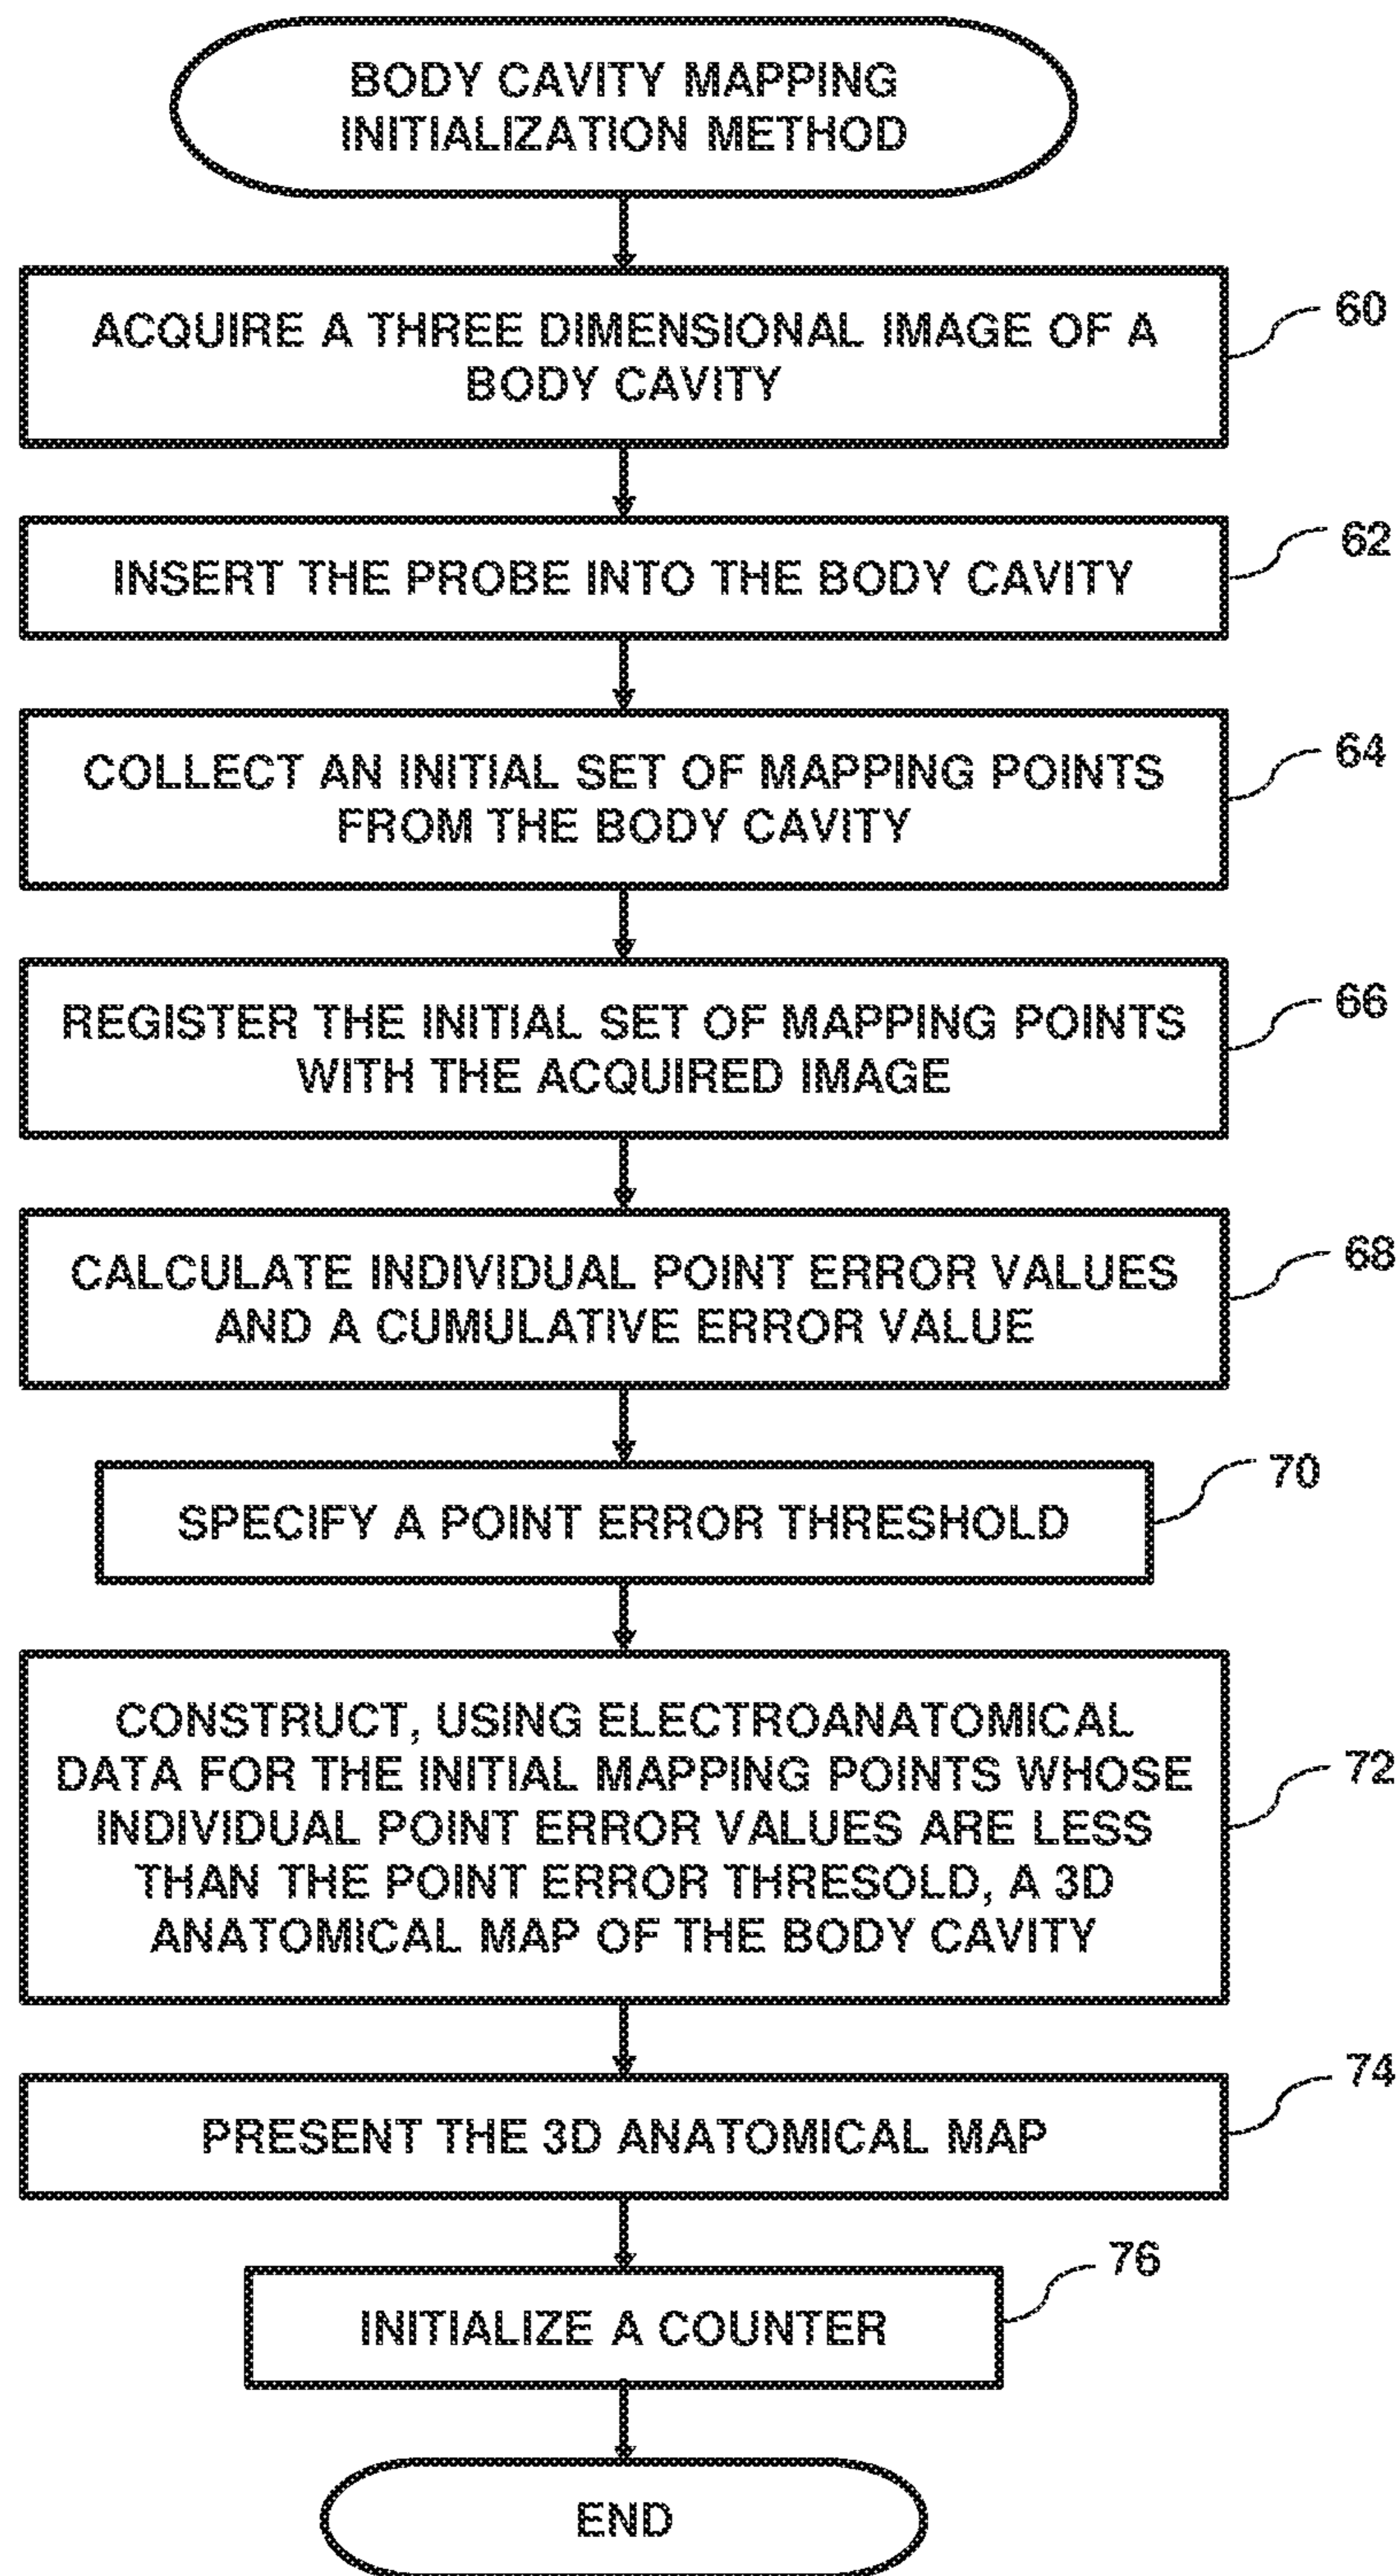 BODY CAVITY MAPPING
INITIALIZATION METHOD
ACQUIRE A THREE DIMENSIONAL IMAGE OF A
BODY CAVITY
60
INSERT THE PROBE INTO THE BODY CAVITY
62
COLLECT AN INITIAL SET OF MAPPING POINTS
FROM THE BODY CAVITY
64
REGISTER THE INITIAL SET OF MAPPING POINTS
WITH THE ACQUIRED IMAGE
66
CALCULATE INDIVIDUAL POINT ERROR VALUES
AND A CUMULATIVE ERROR VALUE
68
SPECIFY A POINT ERROR THRESHOLD
70
CONSTRUCT, USING ELECTROANATOMICAL
DATA FOR THE INITIAL MAPPING POINTS WHOSE
INDIVIDUAL POINT ERROR VALUES ARE LESS
THAN THE POINT ERROR THRESOLD, A 3D
ANATOMICAL MAP OF THE BODY CAVITY
72
PRESENT THE 3D ANATOMICAL MAP
74
INITIALIZE A COUNTER
76
END